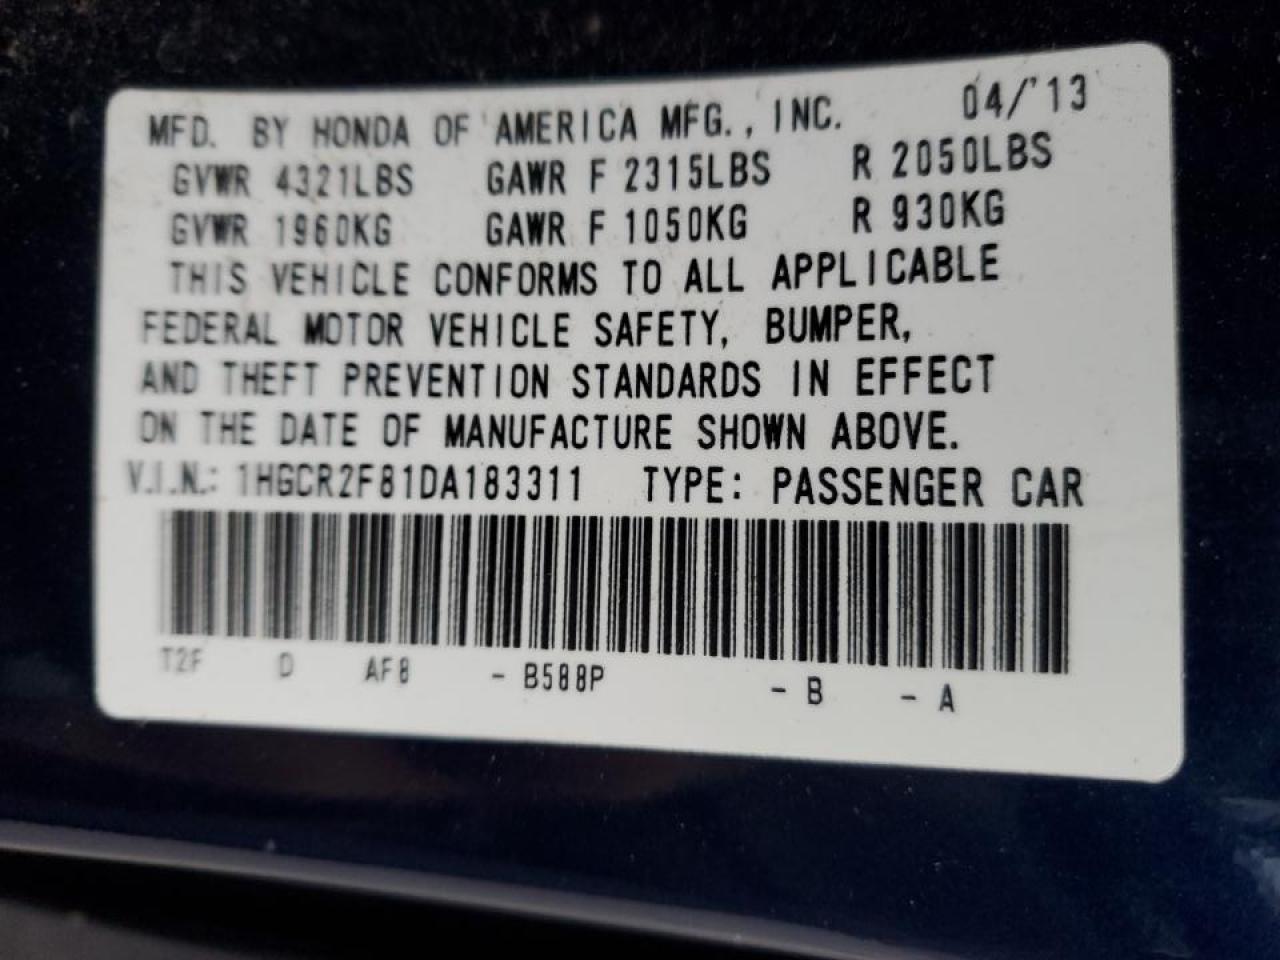 MFD. BY HONDA OF AMERICA MFG., INC. 04/'13
GVWR 4321LBS GAWR F 2315LBS R 2050LBS
GVWR 1960KG GAWR F 1050KG R 930KG
THIS VEHICLE CONFORMS TO ALL APPLICABLE
FEDERAL MOTOR VEHICLE SAFETY, BUMPER,
AND THEFT PREVENTION STANDARDS IN EFFECT
ON THE DATE OF MANUFACTURE SHOWN ABOVE.
V.I.N.: 1HGCR2F81DA183311 TYPE: PASSENGER CAR
T2F D AF8 - B588P - B - A